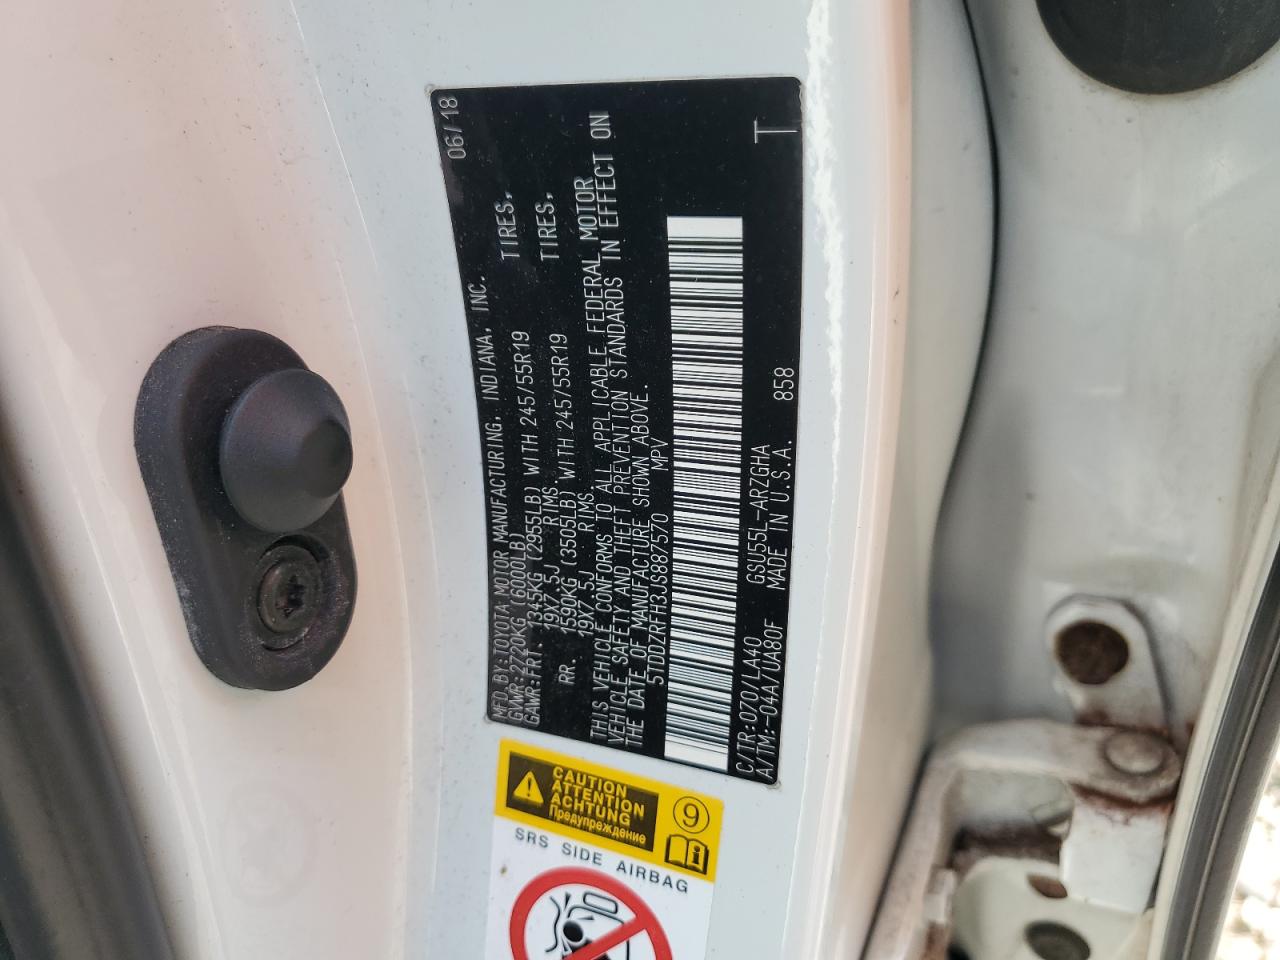 MFD.BY:TOYOTA MOTOR MANUFACTURING, INDIANA, INC. 06/18
GVWR:2720KG (6000LB)
GAWR:FRT. 1345KG (2955LB) WITH 245/55R19 TIRES,
19X7.5J RIMS.
RR. 1590KG (3505LB) WITH 245/55R19 TIRES,
19X7.5J RIMS.
THIS VEHICLE CONFORMS TO ALL APPLICABLE FEDERAL MOTOR
VEHICLE SAFETY AND THEFT PREVENTION STANDARDS IN EFFECT ON
THE DATE OF MANUFACTURE SHOWN ABOVE.
5TDDZRFH3JS887570 MPV
C/TR:070/LA40 GSU55L-ARZGHA T
A/TM:-04A/UA80F MADE IN U.S.A. 858
CAUTION
ATTENTION
ACHTUNG
Предупреждение
9
i
SRS SIDE AIRBAG